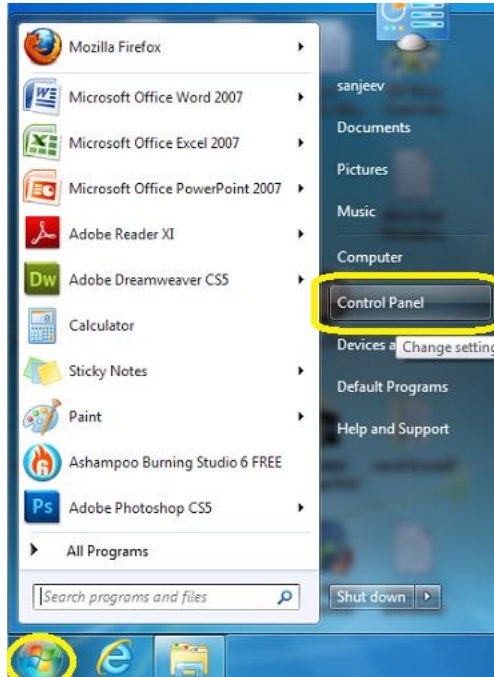 Mozilla Firefox
Microsoft Office Word 2007
Microsoft Office Excel 2007
Microsoft Office PowerPoint 2007
Adobe Reader XI
Dw Adobe Dreamweaver CS5
Calculator
Sticky Notes
Paint
Ashampoo Burning Studio 6 FREE
Ps Adobe Photoshop CS5
All Programs
Search programs and files
sanjeev
Documents
Pictures
Music
Computer
Control Panel
Devices a
Change setting
Default Programs
Help and Support
Shut down